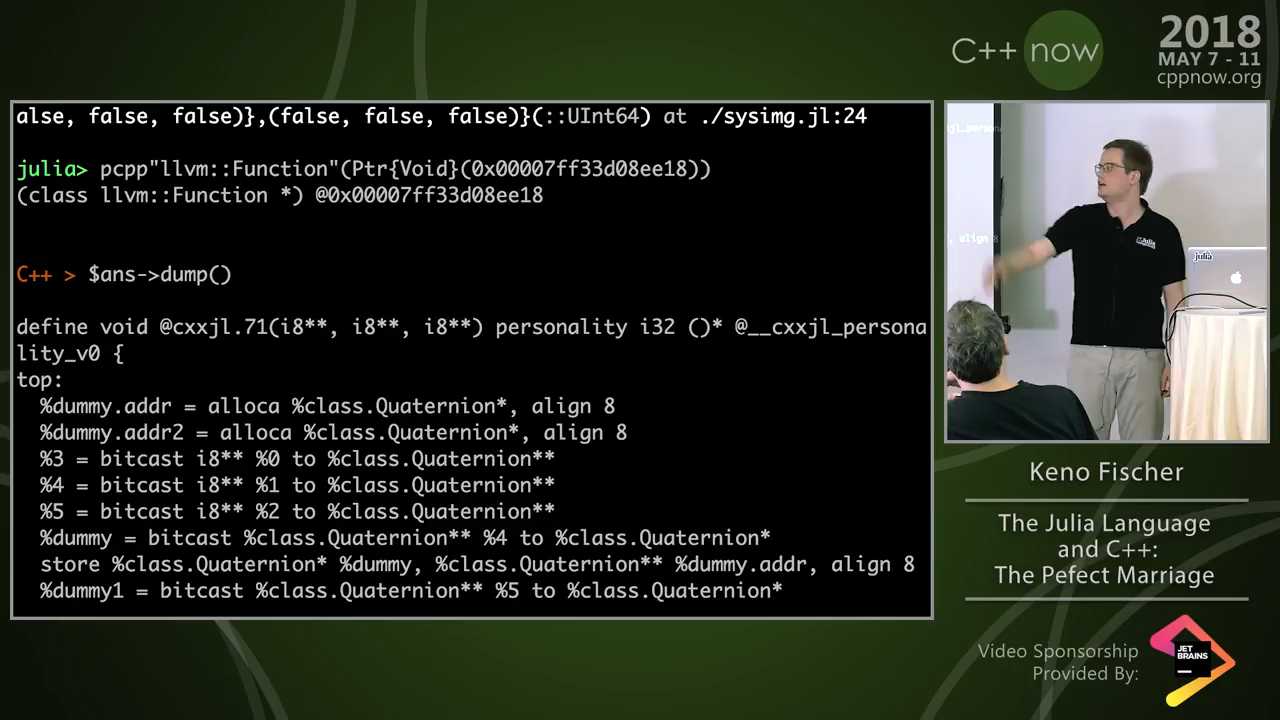 C++ now
2018
MAY 7 - 11
cppnow.org
alse, false, false)},(false, false, false)}(::UInt64) at ./sysimg.jl:24
julia> pcpp"llvm::Function"(Ptr{Void}(0x00007ff33d08ee18))
(class llvm::Function *) @0x00007ff33d08ee18
C++ > $ans->dump()
define void @cxxjl.71(i8**, i8**, i8**) personality i32 ()* @__cxxjl_persona
lity_v0 {
top:
%dummy.addr = alloca %class.Quaternion*, align 8
%dummy.addr2 = alloca %class.Quaternion*, align 8
%3 = bitcast i8** %0 to %class.Quaternion**
%4 = bitcast i8** %1 to %class.Quaternion**
%5 = bitcast i8** %2 to %class.Quaternion**
%dummy = bitcast %class.Quaternion** %4 to %class.Quaternion*
store %class.Quaternion* %dummy, %class.Quaternion** %dummy.addr, align 8
%dummy1 = bitcast %class.Quaternion** %5 to %class.Quaternion*
jl_person
, align 8
julia
julia
Keno Fischer
The Julia Language
and C++:
The Pefect Marriage
Video Sponsorship
Provided By:
JET
BRAINS